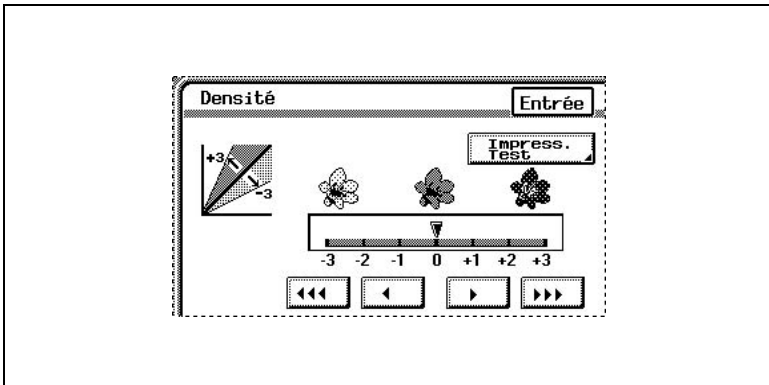 Densité
Entrée
Impress.
Test
+3
-3
-3 -2 -1 0 +1 +2 +3